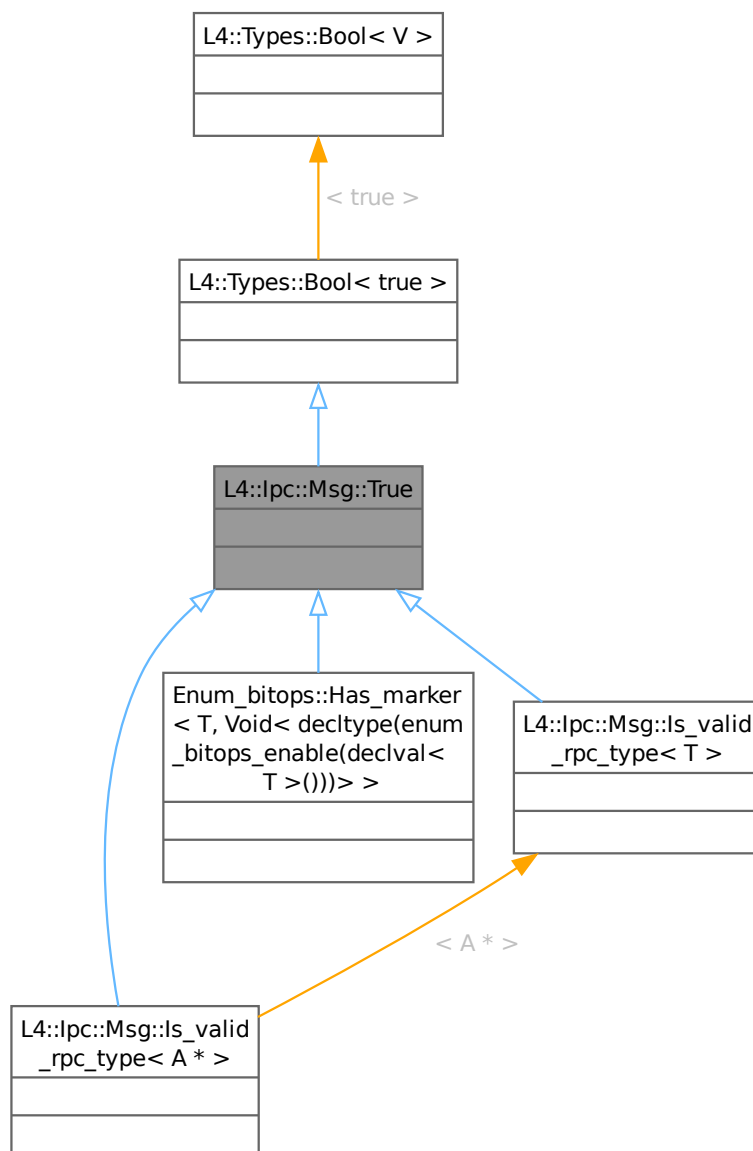 L4::Types::Bool< V >
< true >
L4::Types::Bool< true >
L4::Ipc::Msg::True
Enum_bitops::Has_marker
< T, Void< decltype(enum
_bitops_enable(declval<
T >()))> >
L4::Ipc::Msg::Is_valid
_rpc_type< T >
< A * >
L4::Ipc::Msg::Is_valid
_rpc_type< A * >